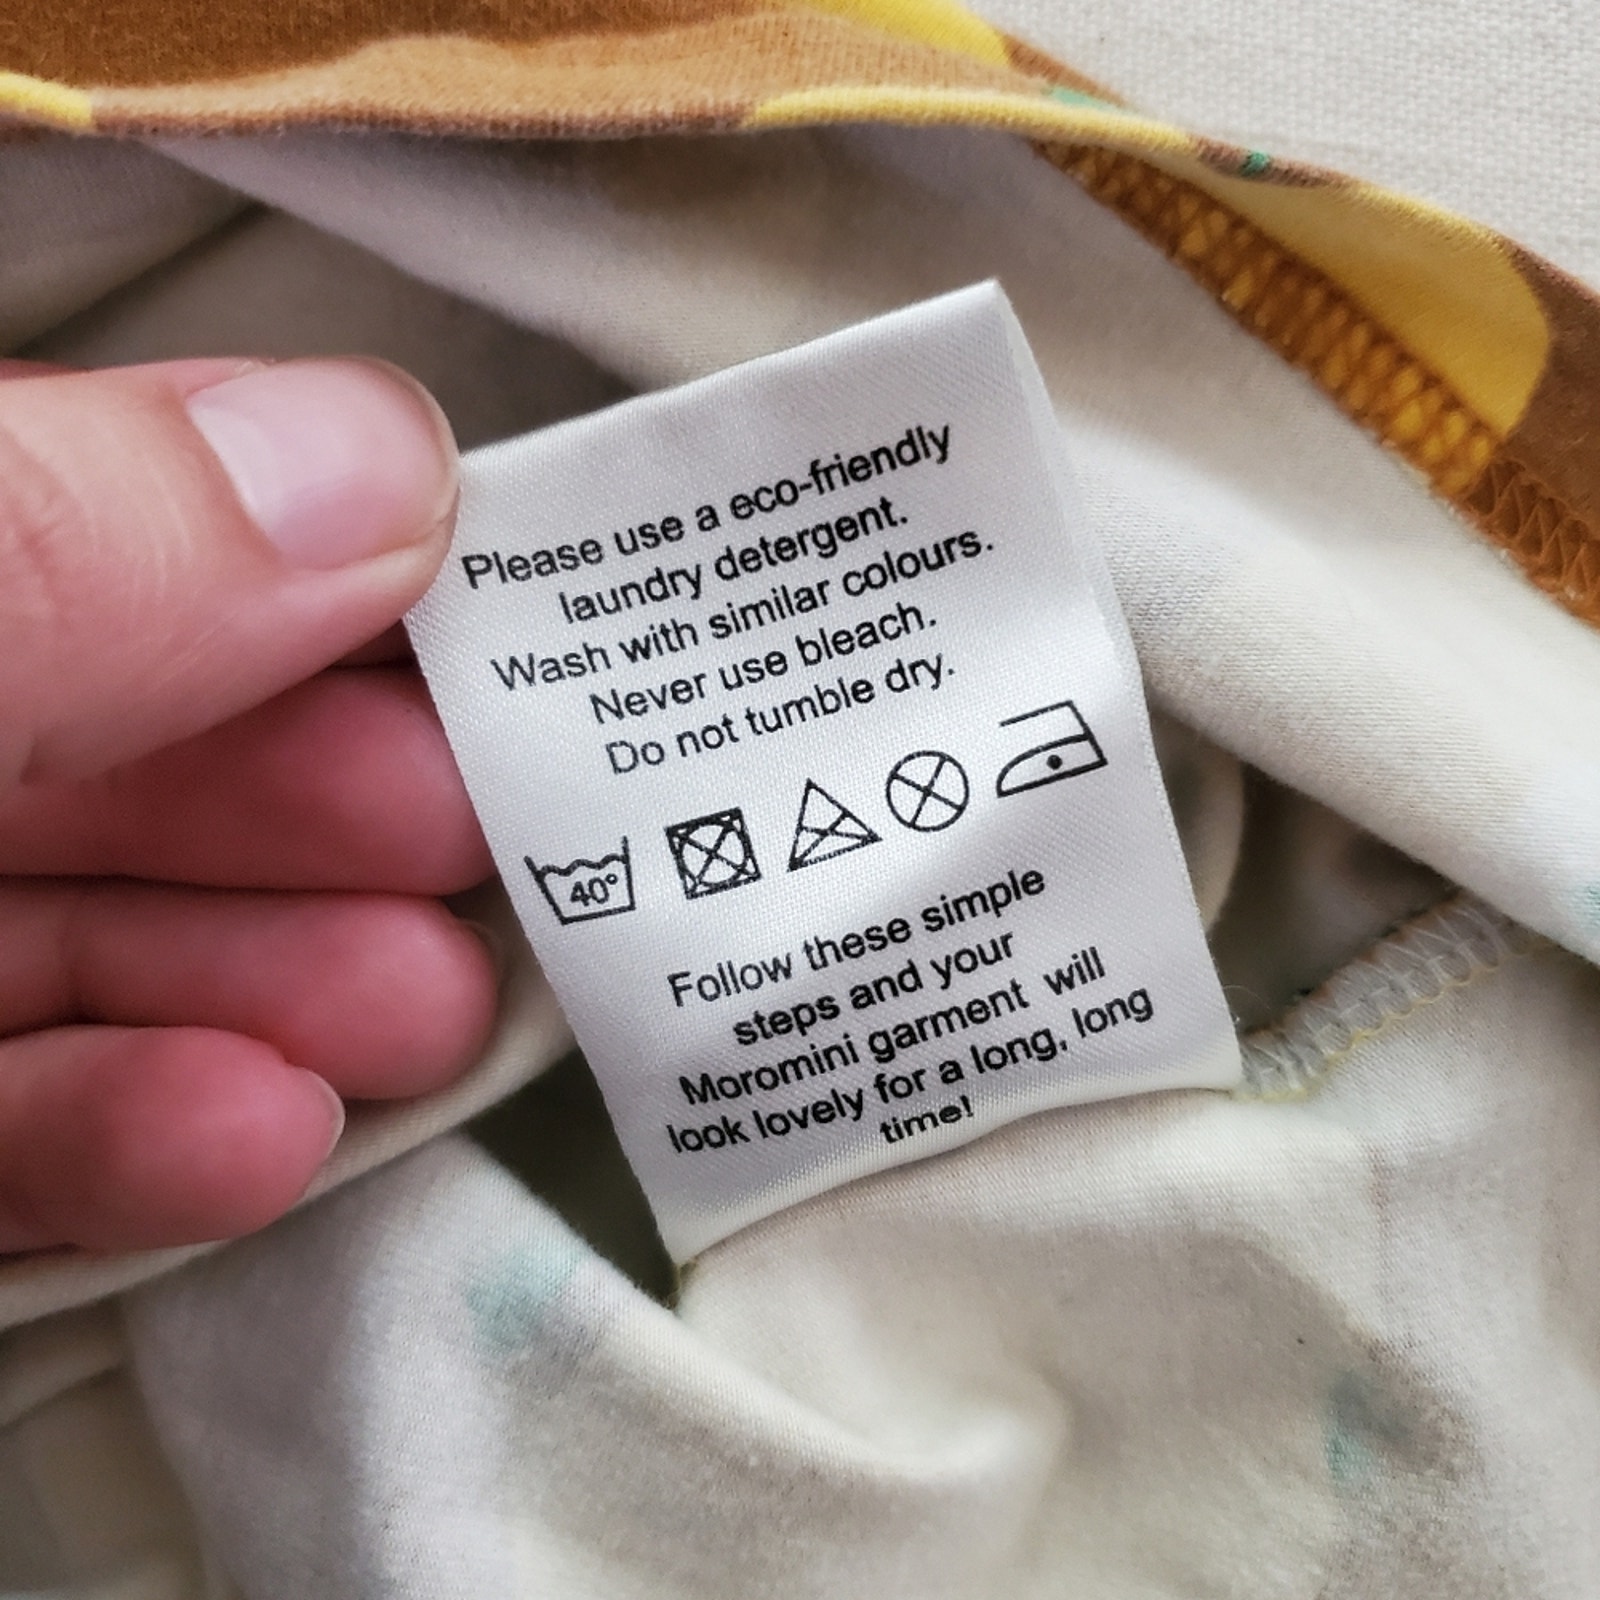 Please use a eco-friendly
laundry detergent.
Wash with similar colours.
Never use bleach.
Do not tumble dry.
40°
Follow these simple
steps and your
Moromini garment will
look lovely for a long, long
time!